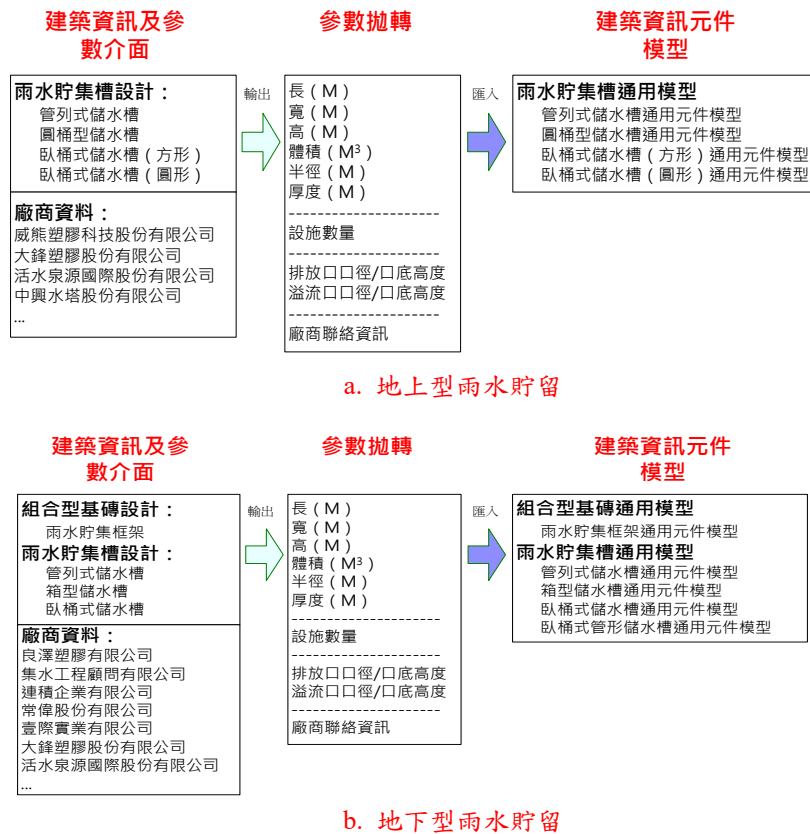 建築資訊及參
數介面
雨水貯集槽設計：
管列式儲水槽
圓桶型儲水槽
臥桶式儲水槽（方形）
臥桶式儲水槽（圓形）
廠商資料：
威熊塑膠科技股份有限公司
大鋒塑膠股份有限公司
活水泉源國際股份有限公司
中興水塔股份有限公司
...
輸出
參數拋轉
長（M）
寬（M）
高（M）
體積（M³）
半徑（M）
厚度（M）
---------------------
設施數量
---------------------
排放口口徑/口底高度
溢流口口徑/口底高度
---------------------
廠商聯絡資訊
匯入
建築資訊元件
模型
雨水貯集槽通用模型
管列式儲水槽通用元件模型
圓桶型儲水槽通用元件模型
臥桶式儲水槽（方形）通用元件模型
臥桶式儲水槽（圓形）通用元件模型
a. 地上型雨水貯留
建築資訊及參
數介面
組合型基磚設計：
雨水貯集框架
雨水貯集槽設計：
管列式儲水槽
箱型儲水槽
臥桶式儲水槽
廠商資料：
良澤塑膠有限公司
集水工程顧問有限公司
連積企業有限公司
常偉股份有限公司
壹際實業有限公司
大鋒塑膠股份有限公司
活水泉源國際股份有限公司
...
輸出
參數拋轉
長（M）
寬（M）
高（M）
體積（M³）
半徑（M）
厚度（M）
---------------------
設施數量
---------------------
排放口口徑/口底高度
溢流口口徑/口底高度
---------------------
廠商聯絡資訊
匯入
建築資訊元件
模型
組合型基磚通用模型
雨水貯集框架通用元件模型
雨水貯集槽通用模型
管列式儲水槽通用元件模型
箱型儲水槽通用元件模型
臥桶式儲水槽通用元件模型
臥桶式管形儲水槽通用元件模型
b. 地下型雨水貯留